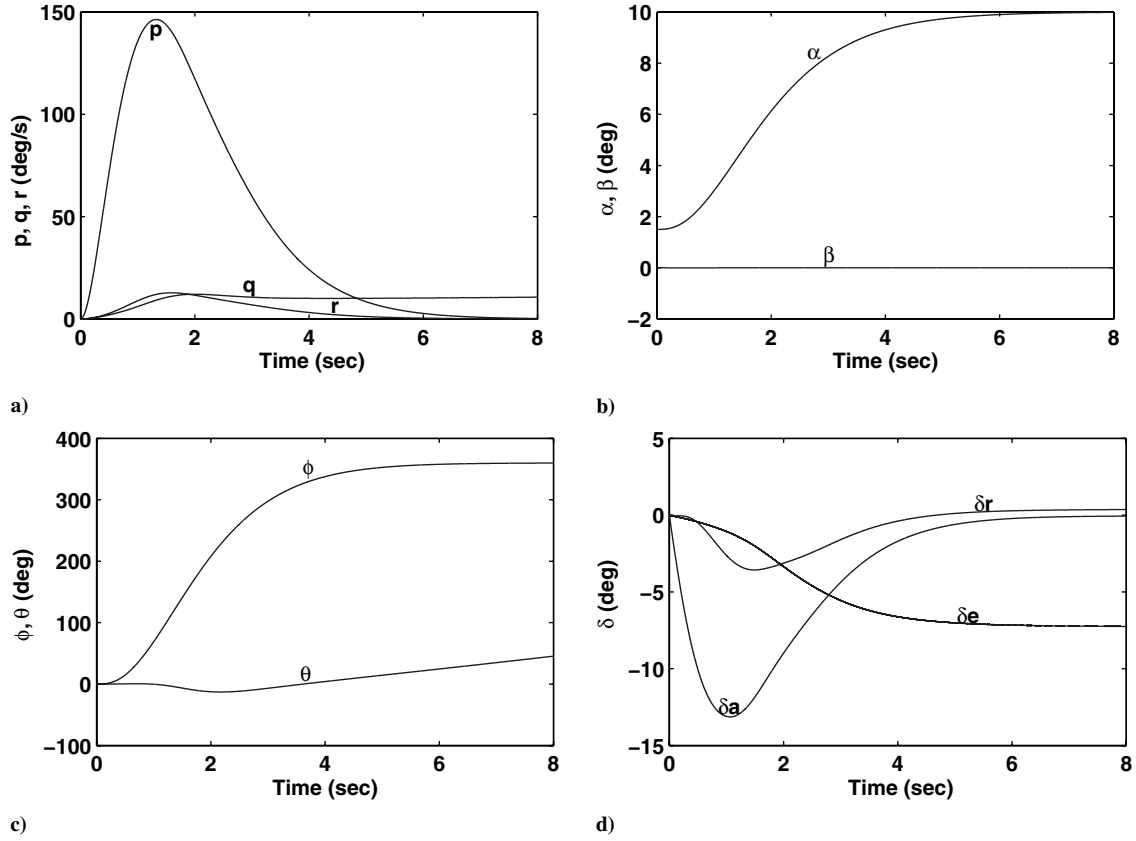 150
100
50
0
p, q, r (deg/s)
p
q
r
0 2 4 6 8
Time (sec)
a)
10
8
6
4
2
0
−2
α, β (deg)
α
β
0 2 4 6 8
Time (sec)
b)
400
300
200
100
0
−100
ϕ, θ (deg)
ϕ
θ
0 2 4 6 8
Time (sec)
c)
5
0
−5
−10
−15
δ (deg)
δr
δe
δa
0 2 4 6 8
Time (sec)
d)